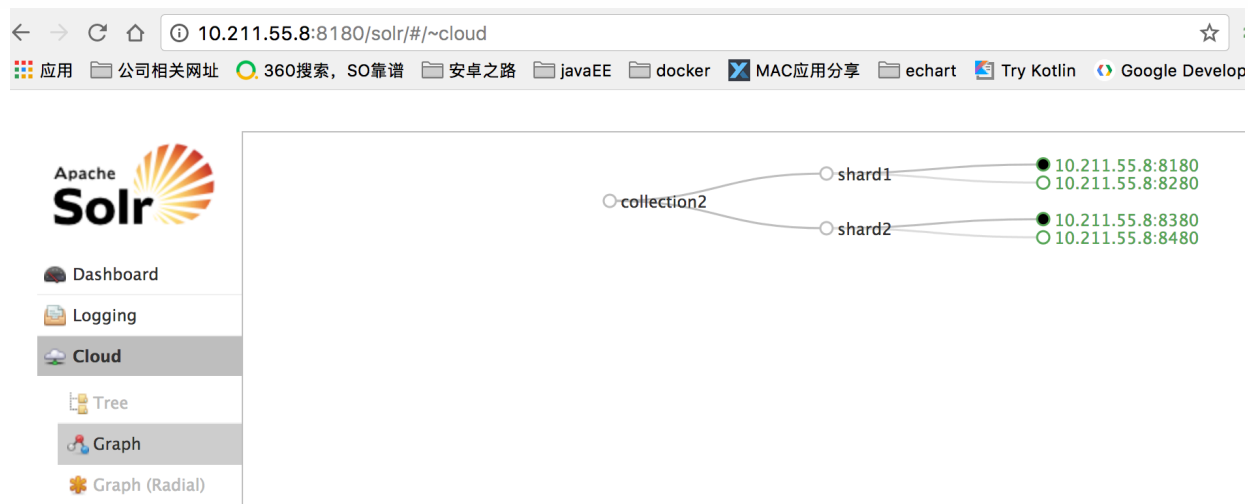 10.211.55.8:8180/solr/#/~cloud
应用 公司相关网址 360搜索，SO靠谱 安卓之路 javaEE docker MAC应用分享 echart Try Kotlin Google Develop
Apache
Solr
Dashboard
Logging
Cloud
Tree
Graph
Graph (Radial)
collection2
shard1
10.211.55.8:8180
10.211.55.8:8280
shard2
10.211.55.8:8380
10.211.55.8:8480